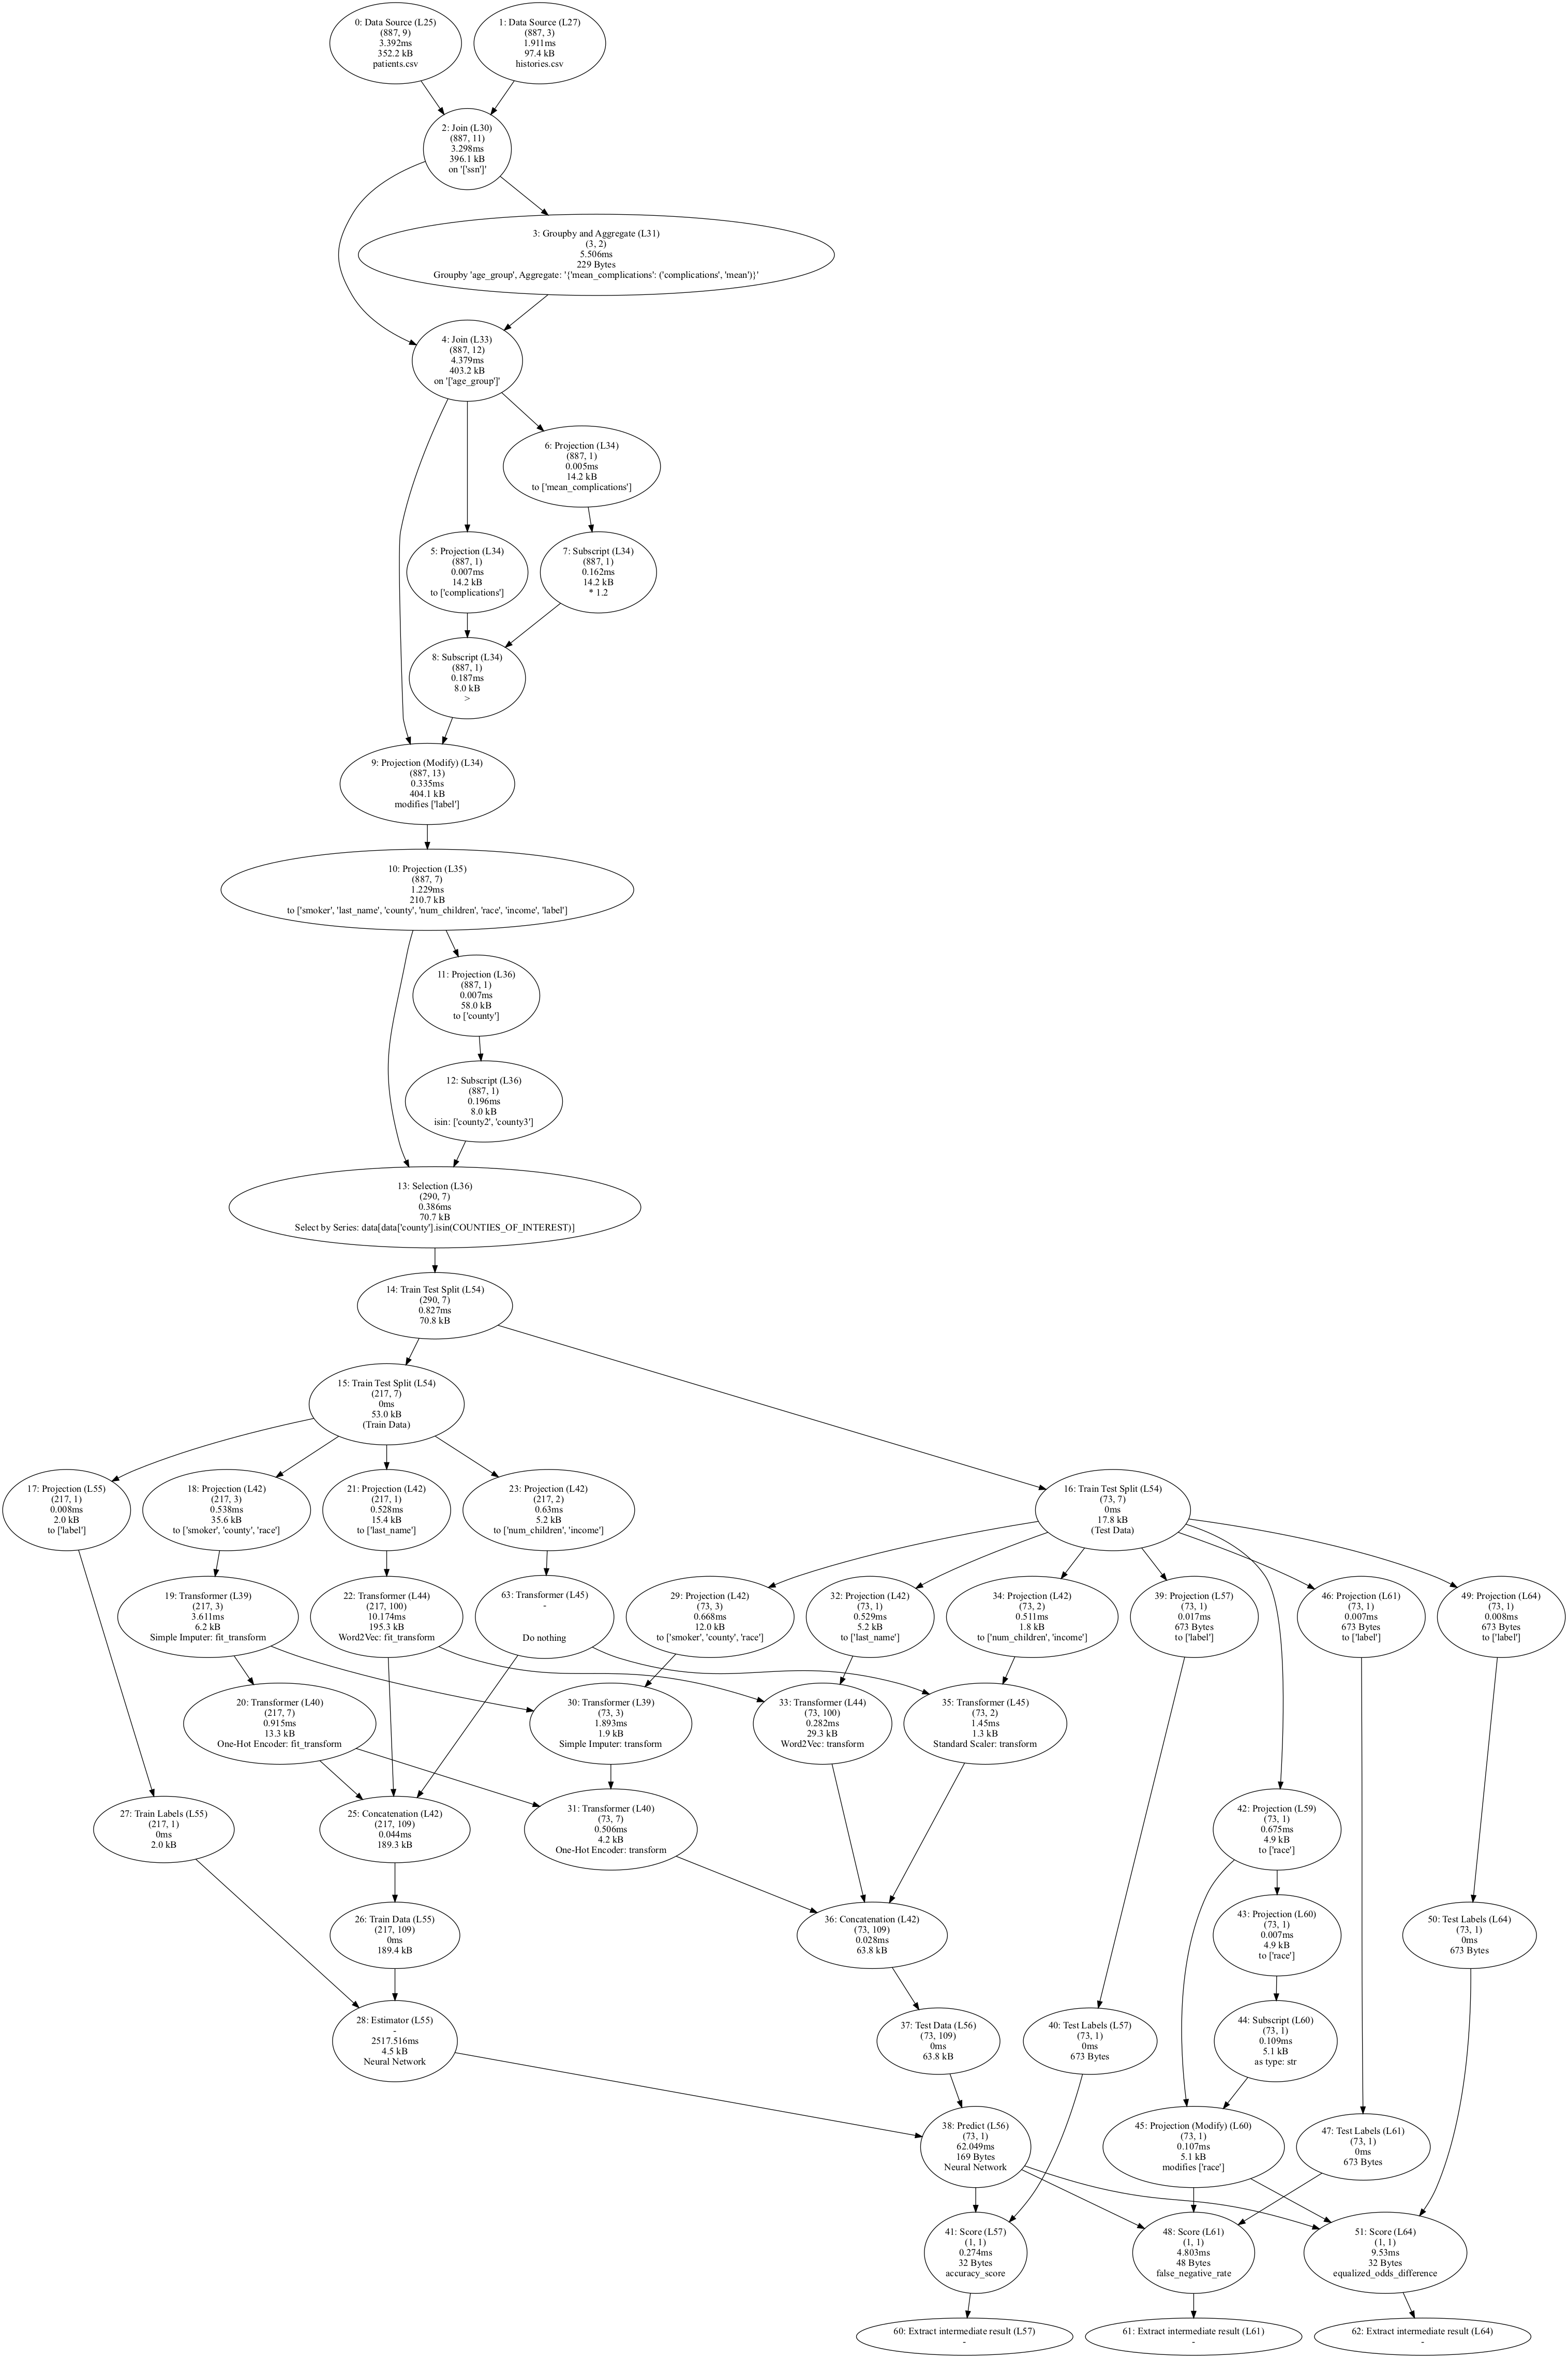 0: Data Source (L25)
(887, 9)
3.392ms
352.2 kB
patients.csv
1: Data Source (L27)
(887, 3)
1.911ms
97.4 kB
histories.csv
2: Join (L30)
(887, 11)
3.298ms
396.1 kB
on '['ssn']'
3: Groupby and Aggregate (L31)
(3, 2)
5.506ms
229 Bytes
Groupby 'age_group', Aggregate: '{'mean_complications': ('complications', 'mean')}'
4: Join (L33)
(887, 12)
4.379ms
403.2 kB
on '['age_group']'
6: Projection (L34)
(887, 1)
0.005ms
14.2 kB
to ['mean_complications']
5: Projection (L34)
(887, 1)
0.007ms
14.2 kB
to ['complications']
7: Subscript (L34)
(887, 1)
0.162ms
14.2 kB
* 1.2
8: Subscript (L34)
(887, 1)
0.187ms
8.0 kB
>
9: Projection (Modify) (L34)
(887, 13)
0.335ms
404.1 kB
modifies ['label']
10: Projection (L35)
(887, 7)
1.229ms
210.7 kB
to ['smoker', 'last_name', 'county', 'num_children', 'race', 'income', 'label']
11: Projection (L36)
(887, 1)
0.007ms
58.0 kB
to ['county']
12: Subscript (L36)
(887, 1)
0.196ms
8.0 kB
isin: ['county2', 'county3']
13: Selection (L36)
(290, 7)
0.386ms
70.7 kB
Select by Series: data[data['county'].isin(COUNTIES_OF_INTEREST)]
14: Train Test Split (L54)
(290, 7)
0.827ms
70.8 kB
15: Train Test Split (L54)
(217, 7)
0ms
53.0 kB
(Train Data)
17: Projection (L55)
(217, 1)
0.008ms
2.0 kB
to ['label']
18: Projection (L42)
(217, 3)
0.538ms
35.6 kB
to ['smoker', 'county', 'race']
21: Projection (L42)
(217, 1)
0.528ms
15.4 kB
to ['last_name']
23: Projection (L42)
(217, 2)
0.63ms
5.2 kB
to ['num_children', 'income']
16: Train Test Split (L54)
(73, 7)
0ms
17.8 kB
(Test Data)
19: Transformer (L39)
(217, 3)
3.611ms
6.2 kB
Simple Imputer: fit_transform
22: Transformer (L44)
(217, 100)
10.174ms
195.3 kB
Word2Vec: fit_transform
63: Transformer (L45)
-
Do nothing
29: Projection (L42)
(73, 3)
0.668ms
12.0 kB
to ['smoker', 'county', 'race']
32: Projection (L42)
(73, 1)
0.529ms
5.2 kB
to ['last_name']
34: Projection (L42)
(73, 2)
0.511ms
1.8 kB
to ['num_children', 'income']
39: Projection (L57)
(73, 1)
0.017ms
673 Bytes
to ['label']
46: Projection (L61)
(73, 1)
0.007ms
673 Bytes
to ['label']
49: Projection (L64)
(73, 1)
0.008ms
673 Bytes
to ['label']
20: Transformer (L40)
(217, 7)
0.915ms
13.3 kB
One-Hot Encoder: fit_transform
30: Transformer (L39)
(73, 3)
1.893ms
1.9 kB
Simple Imputer: transform
33: Transformer (L44)
(73, 100)
0.282ms
29.3 kB
Word2Vec: transform
35: Transformer (L45)
(73, 2)
1.45ms
1.3 kB
Standard Scaler: transform
27: Train Labels (L55)
(217, 1)
0ms
2.0 kB
25: Concatenation (L42)
(217, 109)
0.044ms
189.3 kB
31: Transformer (L40)
(73, 7)
0.506ms
4.2 kB
One-Hot Encoder: transform
42: Projection (L59)
(73, 1)
0.675ms
4.9 kB
to ['race']
26: Train Data (L55)
(217, 109)
0ms
189.4 kB
36: Concatenation (L42)
(73, 109)
0.028ms
63.8 kB
43: Projection (L60)
(73, 1)
0.007ms
4.9 kB
to ['race']
50: Test Labels (L64)
(73, 1)
0ms
673 Bytes
28: Estimator (L55)
-
2517.516ms
4.5 kB
Neural Network
37: Test Data (L56)
(73, 109)
0ms
63.8 kB
40: Test Labels (L57)
(73, 1)
0ms
673 Bytes
44: Subscript (L60)
(73, 1)
0.109ms
5.1 kB
as type: str
38: Predict (L56)
(73, 1)
62.049ms
169 Bytes
Neural Network
45: Projection (Modify) (L60)
(73, 1)
0.107ms
5.1 kB
modifies ['race']
47: Test Labels (L61)
(73, 1)
0ms
673 Bytes
41: Score (L57)
(1, 1)
0.274ms
32 Bytes
accuracy_score
48: Score (L61)
(1, 1)
4.803ms
48 Bytes
false_negative_rate
51: Score (L64)
(1, 1)
9.53ms
32 Bytes
equalized_odds_difference
60: Extract intermediate result (L57)
-
61: Extract intermediate result (L61)
-
62: Extract intermediate result (L64)
-